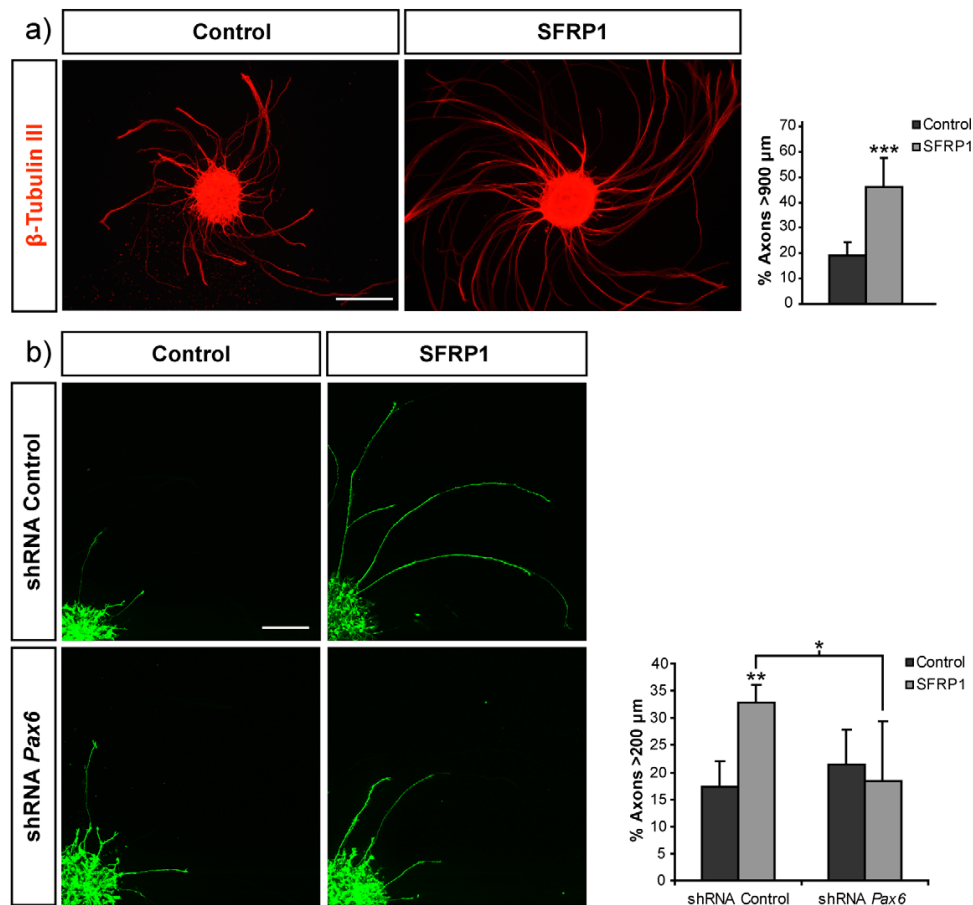 a)
Control
SFRP1
β-Tubulin III
% Axons >900 µm
70
60
50
40
30
20
10
0
***
Control
SFRP1
b)
Control
SFRP1
shRNA Control
shRNA Pax6
% Axons >200 µm
40
35
30
25
20
15
10
5
0
**
*
Control
SFRP1
shRNA Control
shRNA Pax6